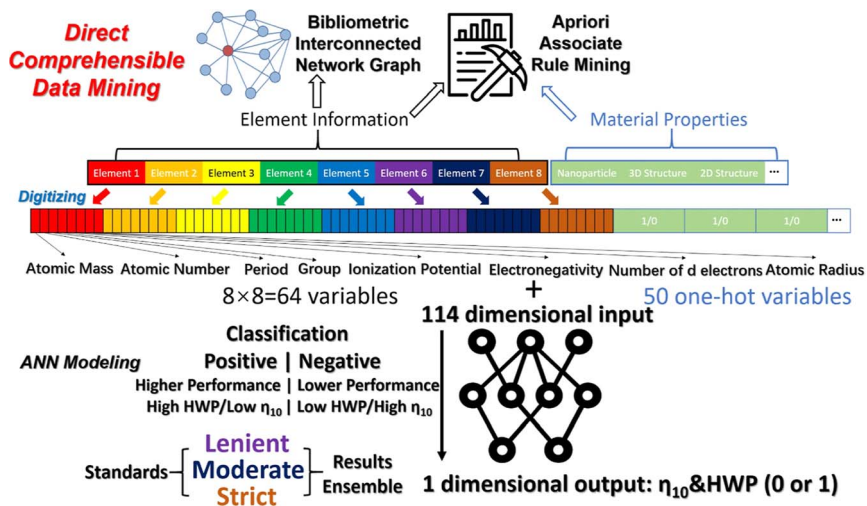 Direct
Comprehensible
Data Mining
Bibliometric
Interconnected
Network Graph
Apriori
Associate
Rule Mining
Element Information
Material Properties
Element 1 Element 2 Element 3 Element 4 Element 5 Element 6 Element 7 Element 8 Nanoparticle 3D Structure 2D Structure ...
Digitizing
1/0 1/0 1/0 ...
Atomic Mass Atomic Number Period Group Ionization Potential Electronegativity Number of d electrons Atomic Radius
8×8=64 variables + 50 one-hot variables
114 dimensional input
ANN Modeling
Classification
Positive | Negative
Higher Performance | Lower Performance
High HWP/Low η₁₀ | Low HWP/High η₁₀
Standards
Lenient
Moderate
Strict
Results
Ensemble
1 dimensional output: η₁₀&HWP (0 or 1)